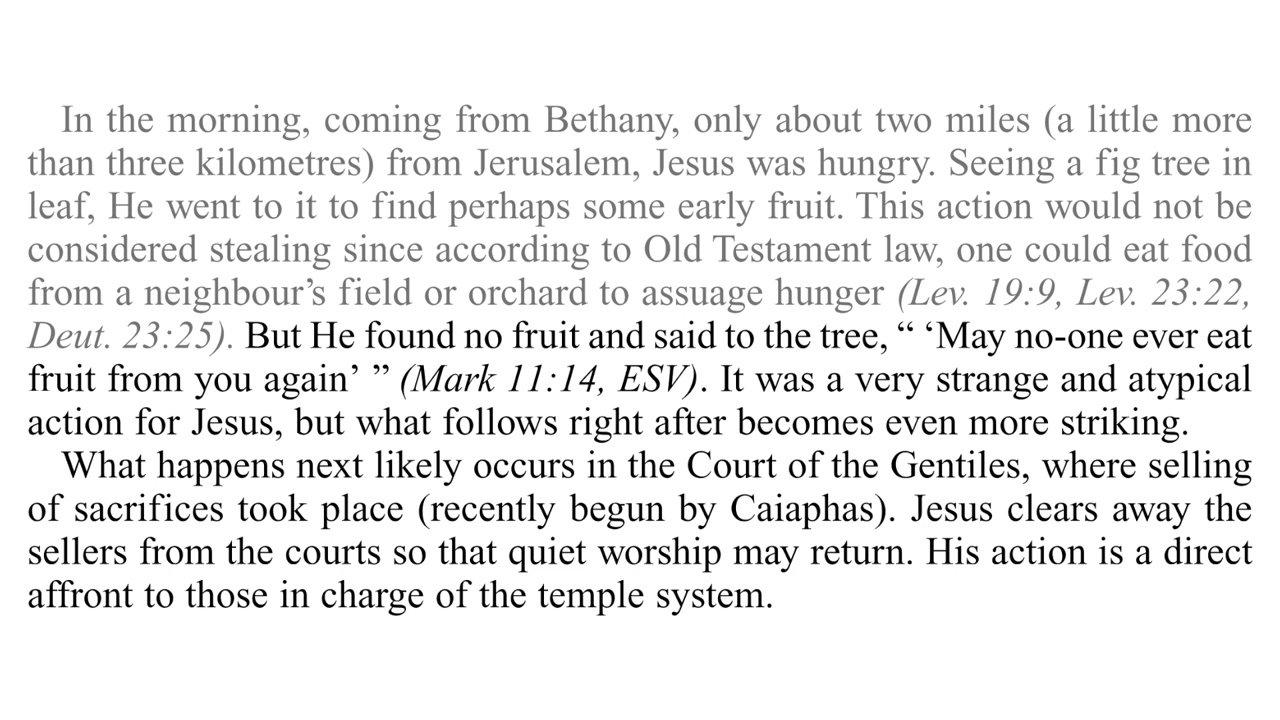 In the morning, coming from Bethany, only about two miles (a little more
than three kilometres) from Jerusalem, Jesus was hungry. Seeing a fig tree in
leaf, He went to it to find perhaps some early fruit. This action would not be
considered stealing since according to Old Testament law, one could eat food
from a neighbour’s field or orchard to assuage hunger (Lev. 19:9, Lev. 23:22,
Deut. 23:25). But He found no fruit and said to the tree, “ ‘May no-one ever eat
fruit from you again’ ” (Mark 11:14, ESV). It was a very strange and atypical
action for Jesus, but what follows right after becomes even more striking.
What happens next likely occurs in the Court of the Gentiles, where selling
of sacrifices took place (recently begun by Caiaphas). Jesus clears away the
sellers from the courts so that quiet worship may return. His action is a direct
affront to those in charge of the temple system.